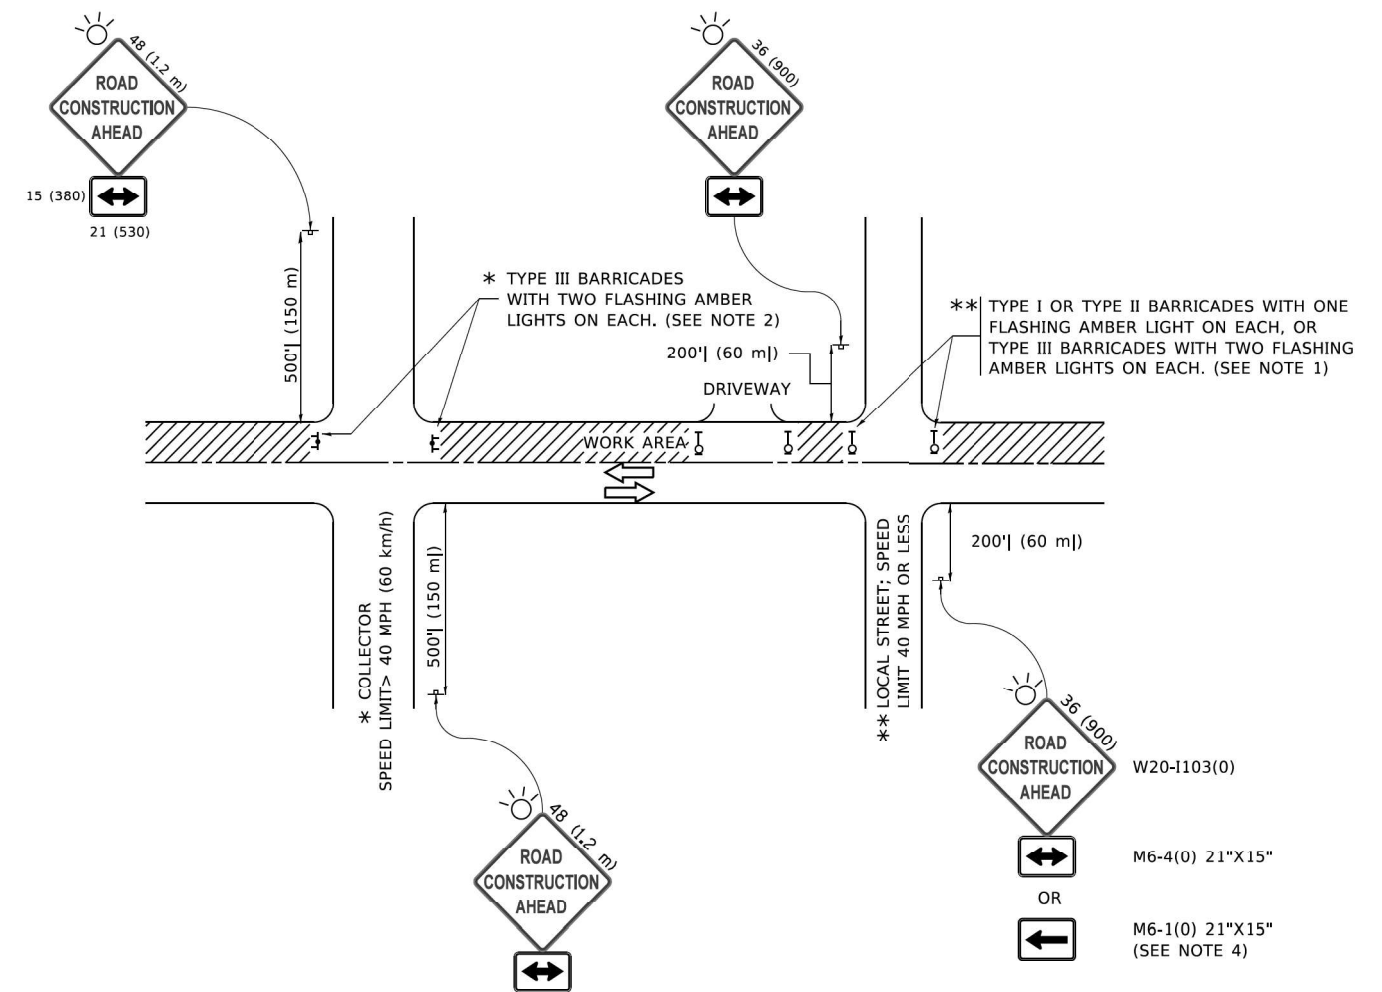 48 (1.2 m)
ROAD
CONSTRUCTION
AHEAD
15 (380)
21 (530)
36 (900)
ROAD
CONSTRUCTION
AHEAD
500'| (150 m)
* TYPE III BARRICADES
WITH TWO FLASHING AMBER
LIGHTS ON EACH. (SEE NOTE 2)
200'| (60 m|)
DRIVEWAY
** TYPE I OR TYPE II BARRICADES WITH ONE
FLASHING AMBER LIGHT ON EACH, OR
TYPE III BARRICADES WITH TWO FLASHING
AMBER LIGHTS ON EACH. (SEE NOTE 1)
WORK AREA
* COLLECTOR
SPEED LIMIT> 40 MPH (60 km/h)
500'| (150 m|)
** LOCAL STREET; SPEED
LIMIT 40 MPH OR LESS
200'| (60 m|)
48 (1.2 m)
ROAD
CONSTRUCTION
AHEAD
36 (900)
ROAD
CONSTRUCTION
AHEAD
W20-I103(0)
M6-4(0) 21"X15"
OR
M6-1(0) 21"X15"
(SEE NOTE 4)